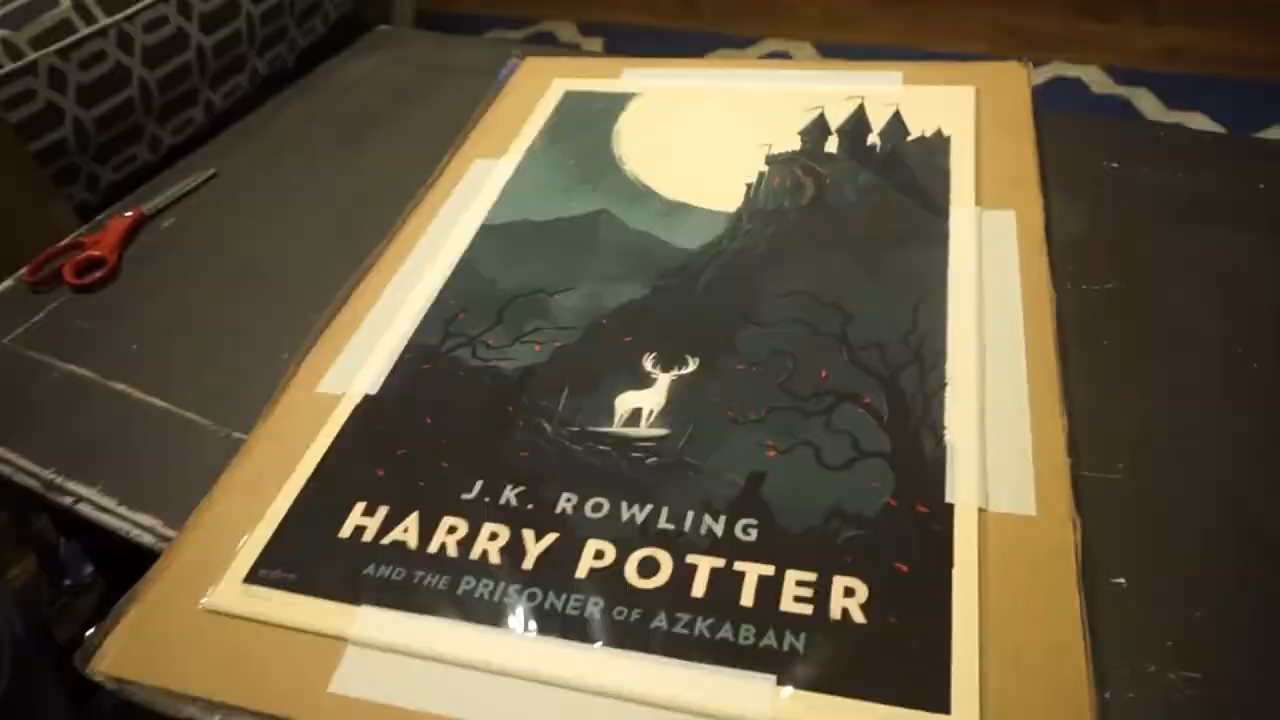 J.K. ROWLING
HARRY POTTER
AND THE PRISONER OF AZKABAN